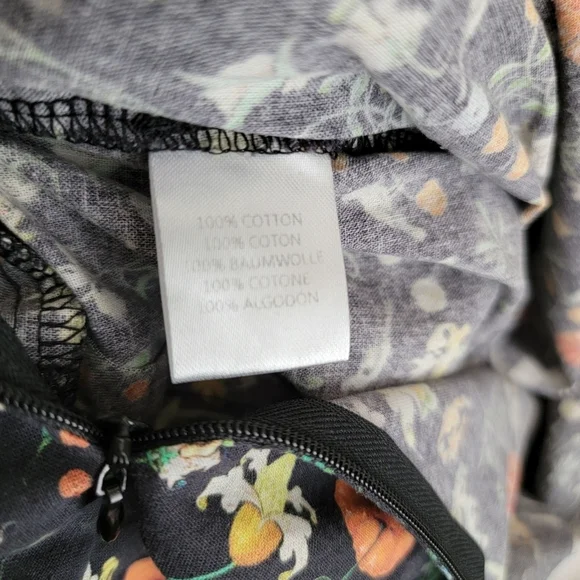 100% COTTON
100% COTON
100% BAUMWOLLE
100% COTONE
100% ALGODON